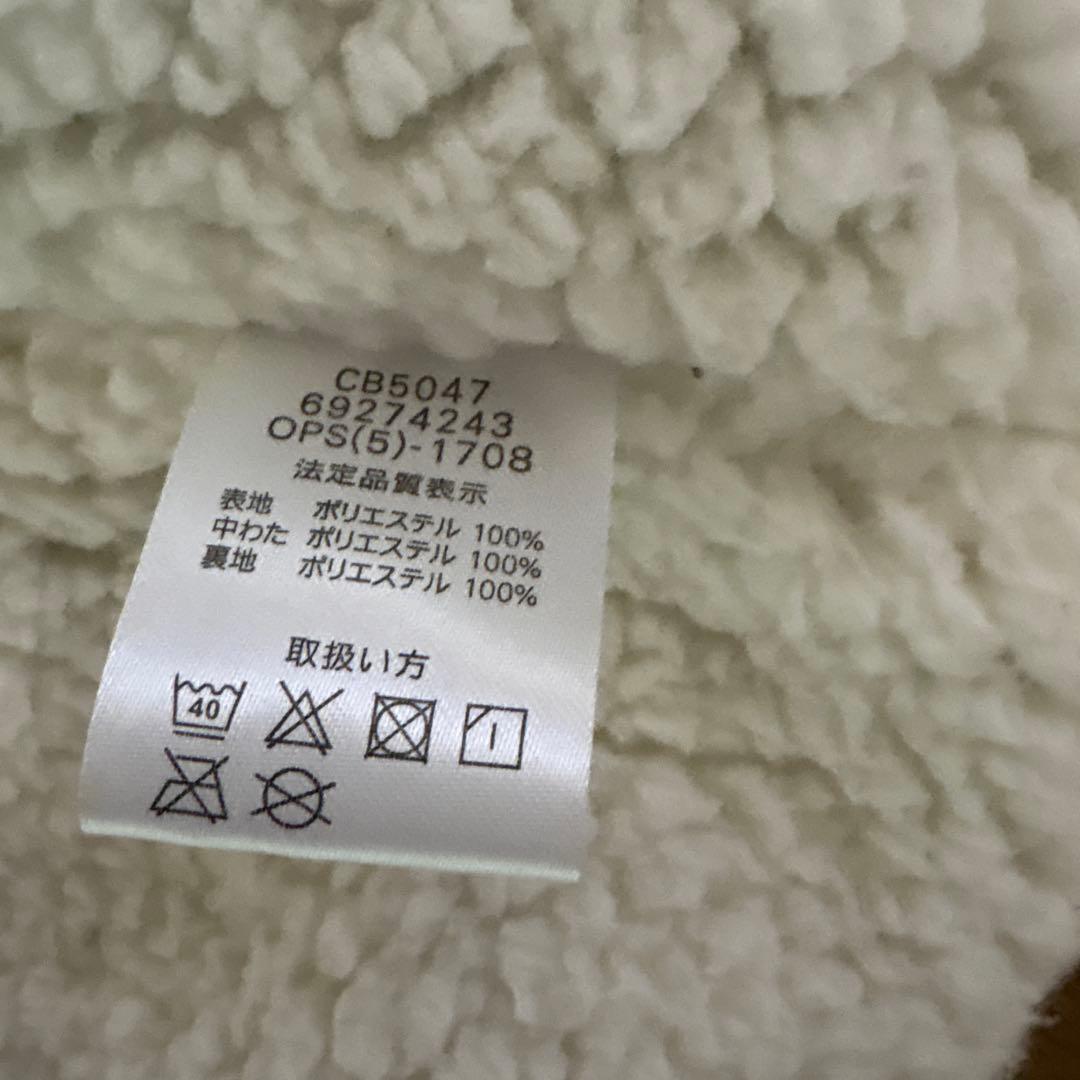 CB5047
69274243
OPS(5)-1708
法定品質表示
表地 ポリエステル 100%
中わた ポリエステル 100%
裏地 ポリエステル 100%
取扱い方
40